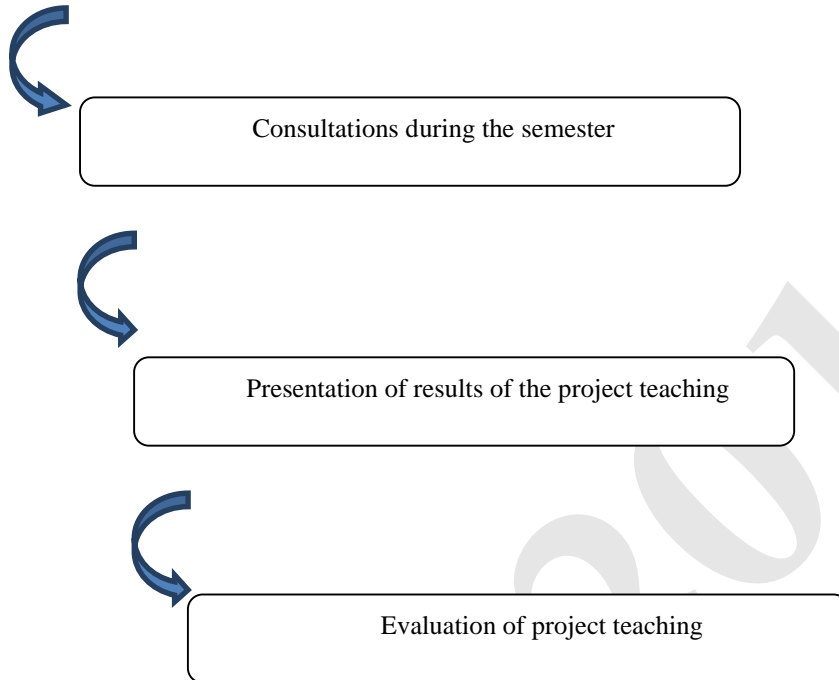 Consultations during the semester
Presentation of results of the project teaching
Evaluation of project teaching